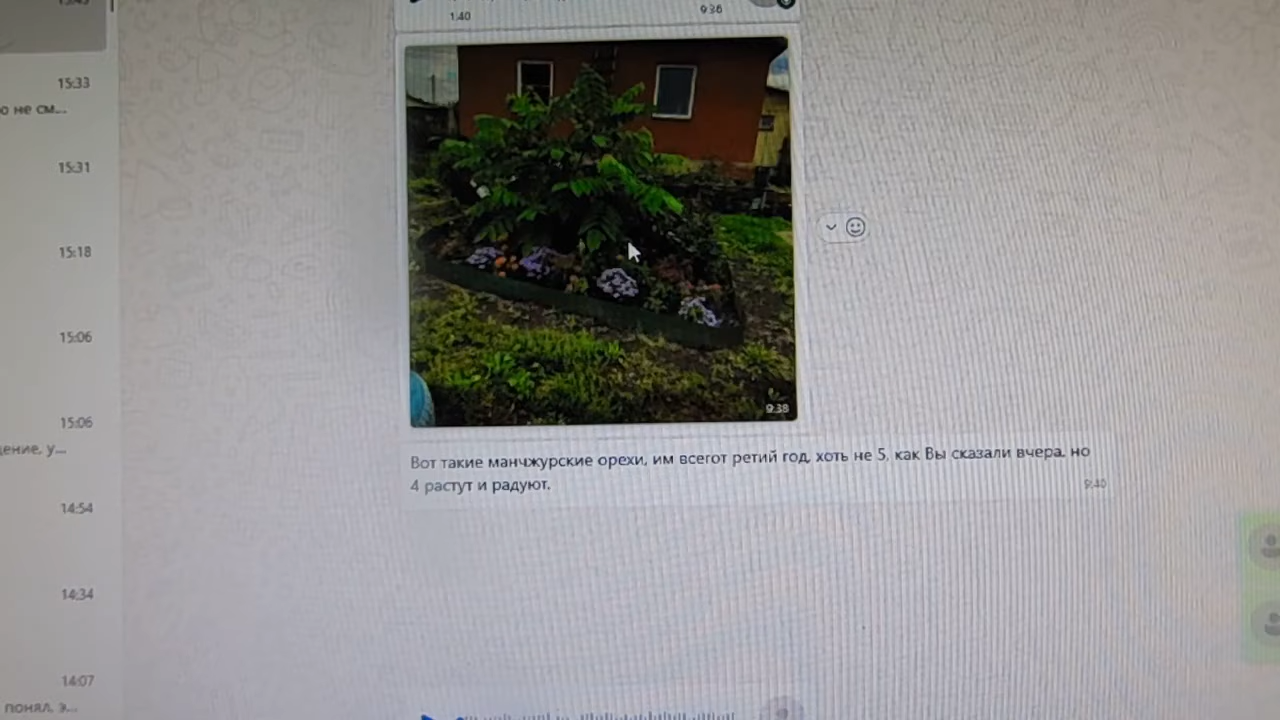 15:33
о не см...
15:31
15:18
15:06
15:06
ение, у...
14:54
14:34
14:07
понял, э...
1:40
9:36
9:38
Вот такие манчжурские орехи, им всегот ретий год, хоть не 5, как Вы сказали вчера, но
4 растут и радуют.
9:40